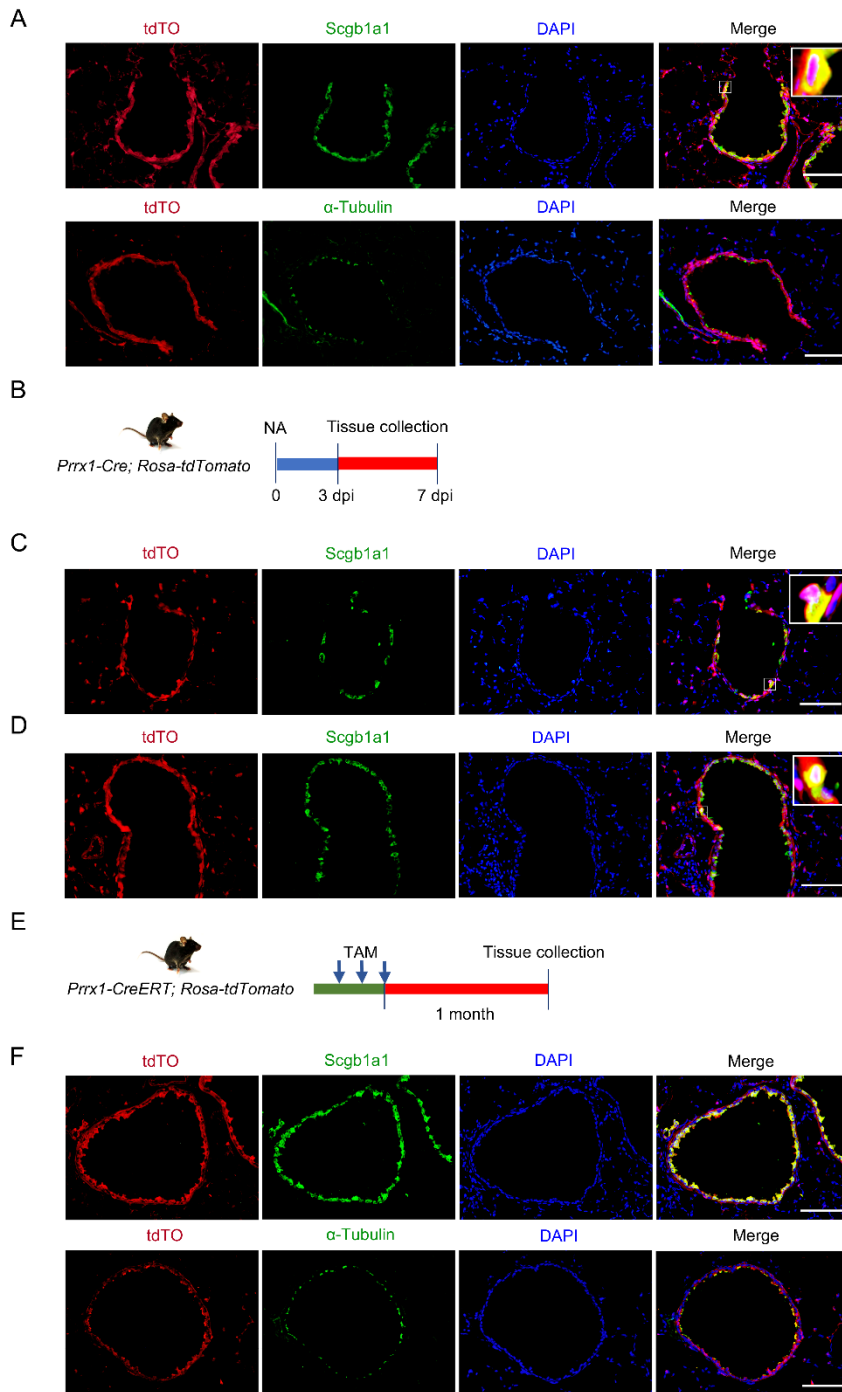 A
tdTO Scgb1a1 DAPI Merge
tdTO α-Tubulin DAPI Merge
B
NA Tissue collection
Prrx1-Cre; Rosa-tdTomato
0 3 dpi 7 dpi
C
tdTO Scgb1a1 DAPI Merge
D
tdTO Scgb1a1 DAPI Merge
E
TAM Tissue collection
Prrx1-CreERT; Rosa-tdTomato
1 month
F
tdTO Scgb1a1 DAPI Merge
tdTO α-Tubulin DAPI Merge